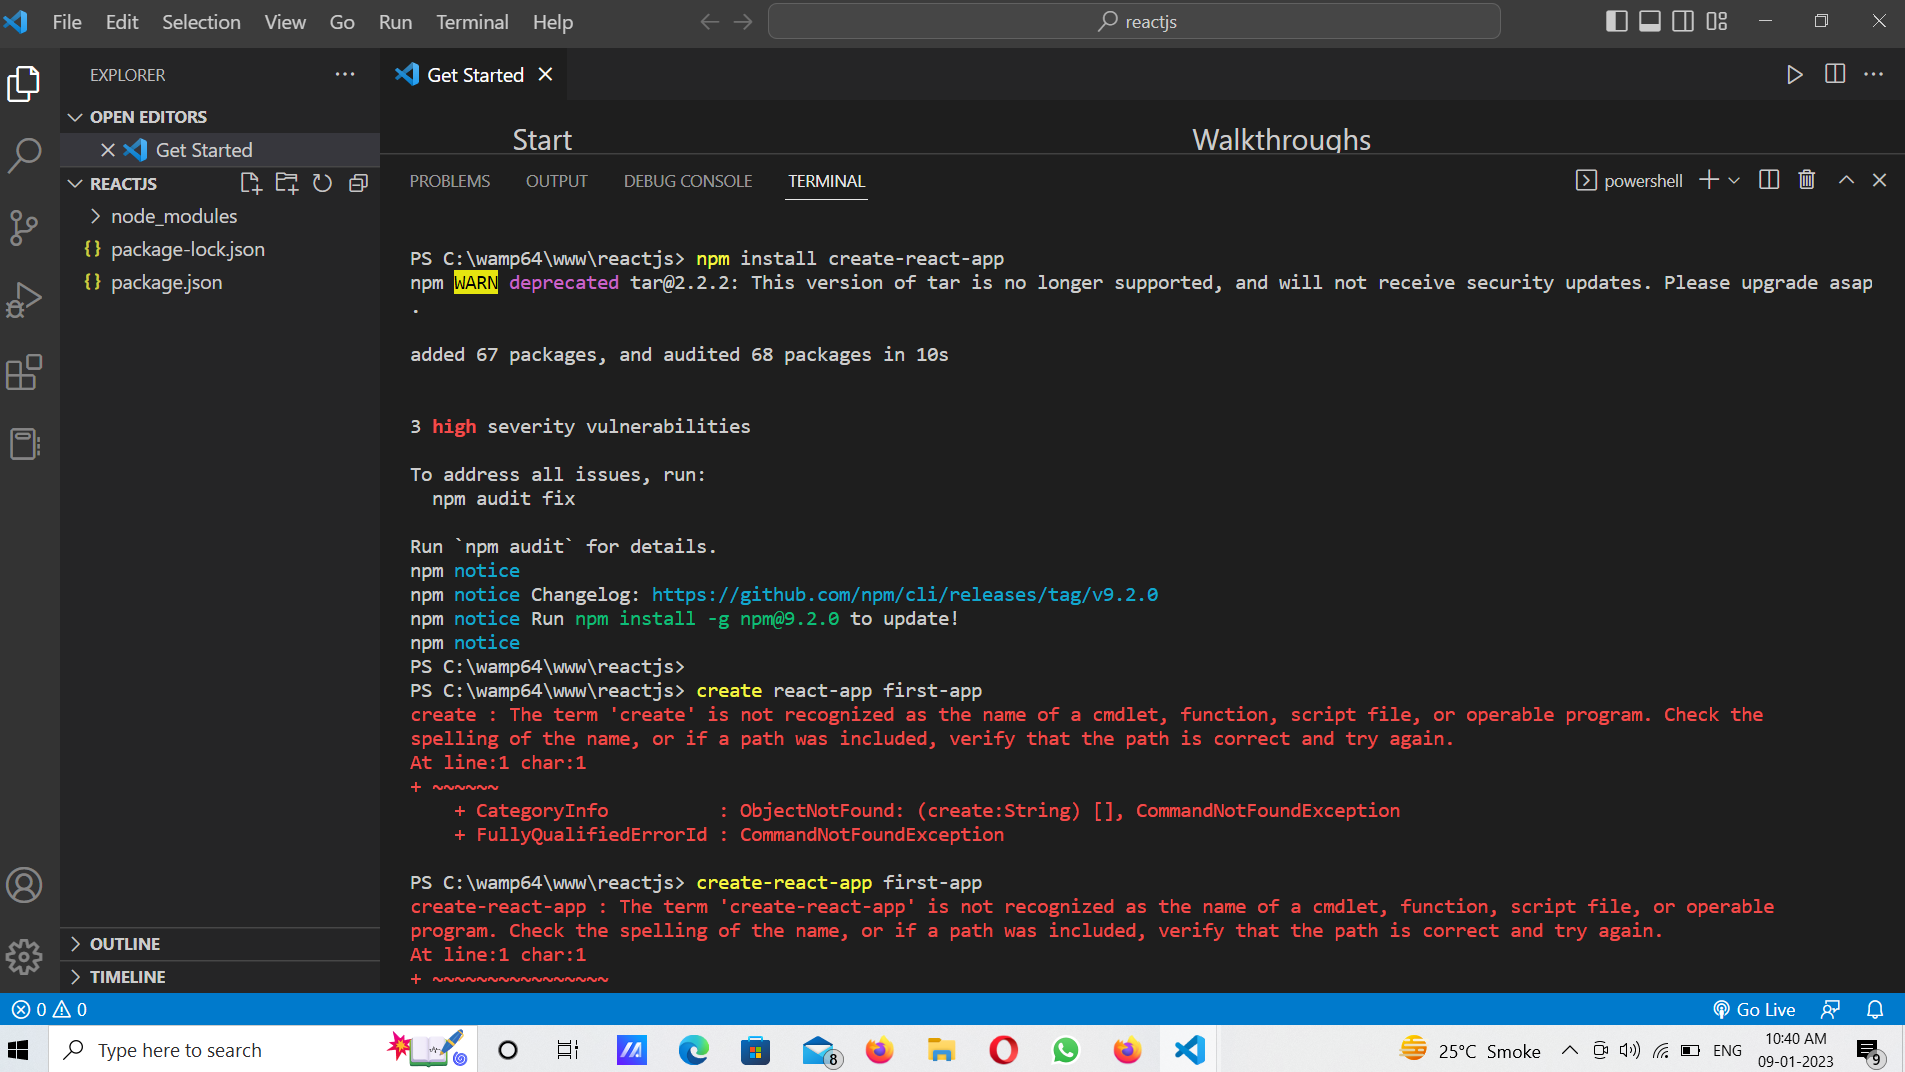 File Edit Selection View Go Run Terminal Help
reactjs
EXPLORER
Get Started
OPEN EDITORS
Get Started
REACTJS
node_modules
package-lock.json
package.json
OUTLINE
TIMELINE
Start
Walkthroughs
PROBLEMS OUTPUT DEBUG CONSOLE TERMINAL
powershell
PS C:\wamp64\www\reactjs> npm install create-react-app
npm WARN deprecated tar@2.2.2: This version of tar is no longer supported, and will not receive security updates. Please upgrade asap
.
added 67 packages, and audited 68 packages in 10s
3 high severity vulnerabilities
To address all issues, run:
  npm audit fix
Run `npm audit` for details.
npm notice
npm notice Changelog: https://github.com/npm/cli/releases/tag/v9.2.0
npm notice Run npm install -g npm@9.2.0 to update!
npm notice
PS C:\wamp64\www\reactjs>
PS C:\wamp64\www\reactjs> create react-app first-app
create : The term 'create' is not recognized as the name of a cmdlet, function, script file, or operable program. Check the
spelling of the name, or if a path was included, verify that the path is correct and try again.
At line:1 char:1
+ ~~~~~~
    + CategoryInfo          : ObjectNotFound: (create:String) [], CommandNotFoundException
    + FullyQualifiedErrorId : CommandNotFoundException
PS C:\wamp64\www\reactjs> create-react-app first-app
create-react-app : The term 'create-react-app' is not recognized as the name of a cmdlet, function, script file, or operable
program. Check the spelling of the name, or if a path was included, verify that the path is correct and try again.
At line:1 char:1
+ ~~~~~~~~~~~~~~~~
0 0
Go Live
Type here to search
8
25°C Smoke
ENG
10:40 AM
09-01-2023
9